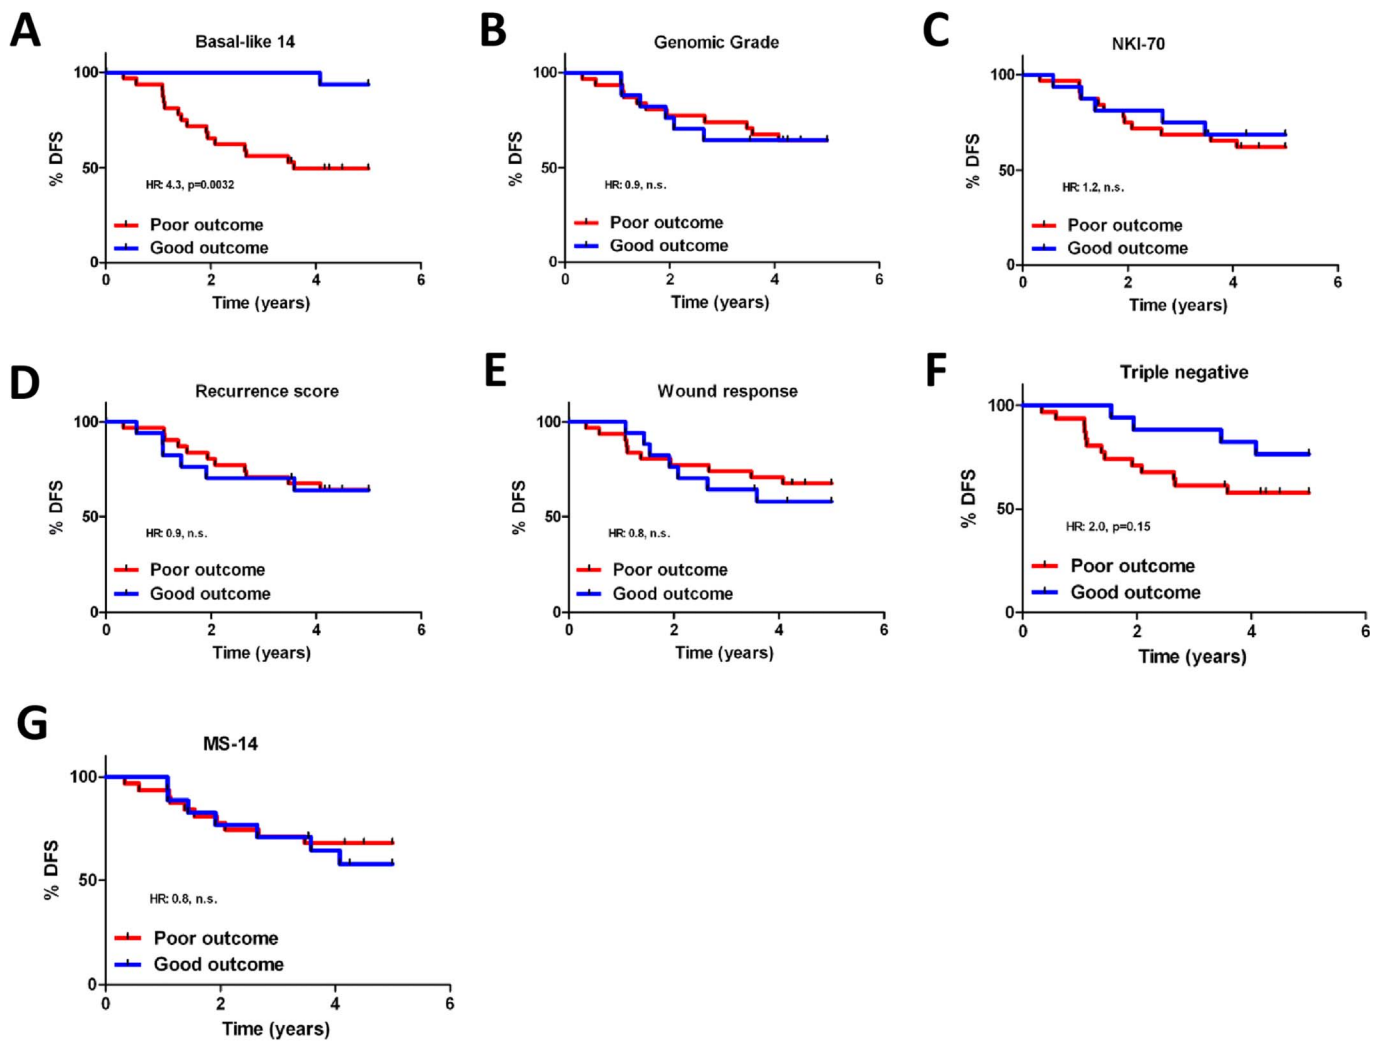 A
Basal-like 14
% DFS
100
50
0
HR: 4.3, p=0.0032
Poor outcome
Good outcome
0 2 4 6
Time (years)
B
Genomic Grade
% DFS
100
50
0
HR: 0.9, n.s.
Poor outcome
Good outcome
0 2 4 6
Time (years)
C
NKI-70
% DFS
100
50
0
HR: 1.2, n.s.
Poor outcome
Good outcome
0 2 4 6
Time (years)
D
Recurrence score
% DFS
100
50
0
HR: 0.9, n.s.
Poor outcome
Good outcome
0 2 4 6
Time (years)
E
Wound response
% DFS
100
50
0
HR: 0.8, n.s.
Poor outcome
Good outcome
0 2 4 6
Time (years)
F
Triple negative
% DFS
100
50
0
HR: 2.0, p=0.15
Poor outcome
Good outcome
0 2 4 6
Time (years)
G
MS-14
% DFS
100
50
0
HR: 0.8, n.s.
Poor outcome
Good outcome
0 2 4 6
Time (years)